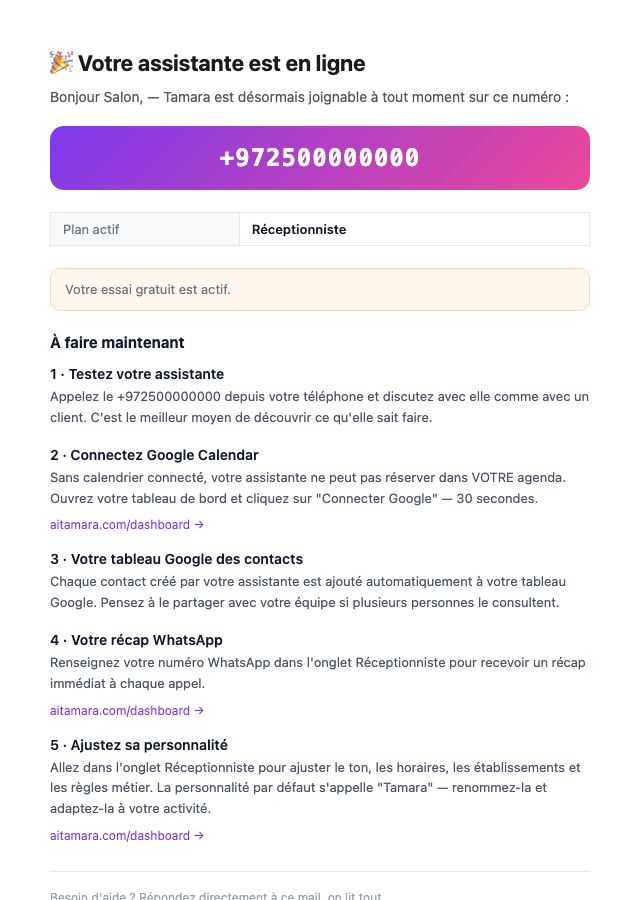 🎉 Votre assistante est en ligne
Bonjour Salon, — Tamara est désormais joignable à tout moment sur ce numéro :
+972500000000
Plan actif
Réceptionniste
Votre essai gratuit est actif.
À faire maintenant
1 · Testez votre assistante
Appelez le +972500000000 depuis votre téléphone et discutez avec elle comme avec un
client. C'est le meilleur moyen de découvrir ce qu'elle sait faire.
2 · Connectez Google Calendar
Sans calendrier connecté, votre assistante ne peut pas réserver dans VOTRE agenda.
Ouvrez votre tableau de bord et cliquez sur "Connecter Google" — 30 secondes.
aitamara.com/dashboard →
3 · Votre tableau Google des contacts
Chaque contact créé par votre assistante est ajouté automatiquement à votre tableau
Google. Pensez à le partager avec votre équipe si plusieurs personnes le consultent.
4 · Votre récap WhatsApp
Renseignez votre numéro WhatsApp dans l'onglet Réceptionniste pour recevoir un récap
immédiat à chaque appel.
aitamara.com/dashboard →
5 · Ajustez sa personnalité
Allez dans l'onglet Réceptionniste pour ajuster le ton, les horaires, les établissements et
les règles métier. La personnalité par défaut s'appelle "Tamara" — renommez-la et
adaptez-la à votre activité.
aitamara.com/dashboard →
Besoin d'aide ? Répondez directement à ce mail, on lit tout.